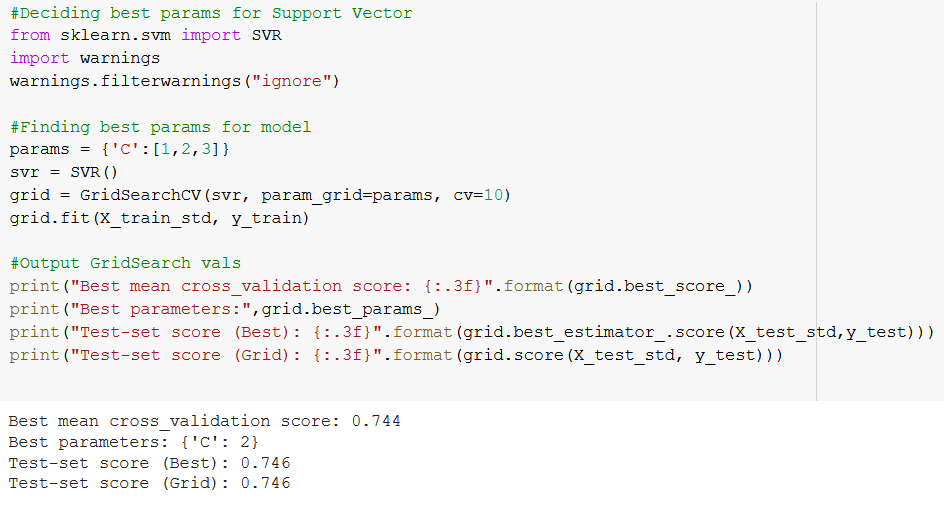 #Deciding best params for Support Vector
from sklearn.svm import SVR
import warnings
warnings.filterwarnings("ignore")
#Finding best params for model
params = {'C':[1,2,3]}
svr = SVR()
grid = GridSearchCV(svr, param_grid=params, cv=10)
grid.fit(X_train_std, y_train)
#Output GridSearch vals
print("Best mean cross_validation score: {:.3f}".format(grid.best_score_))
print("Best parameters:",grid.best_params_)
print("Test-set score (Best): {:.3f}".format(grid.best_estimator_.score(X_test_std,y_test)))
print("Test-set score (Grid): {:.3f}".format(grid.score(X_test_std, y_test)))
Best mean cross_validation score: 0.744
Best parameters: {'C': 2}
Test-set score (Best): 0.746
Test-set score (Grid): 0.746